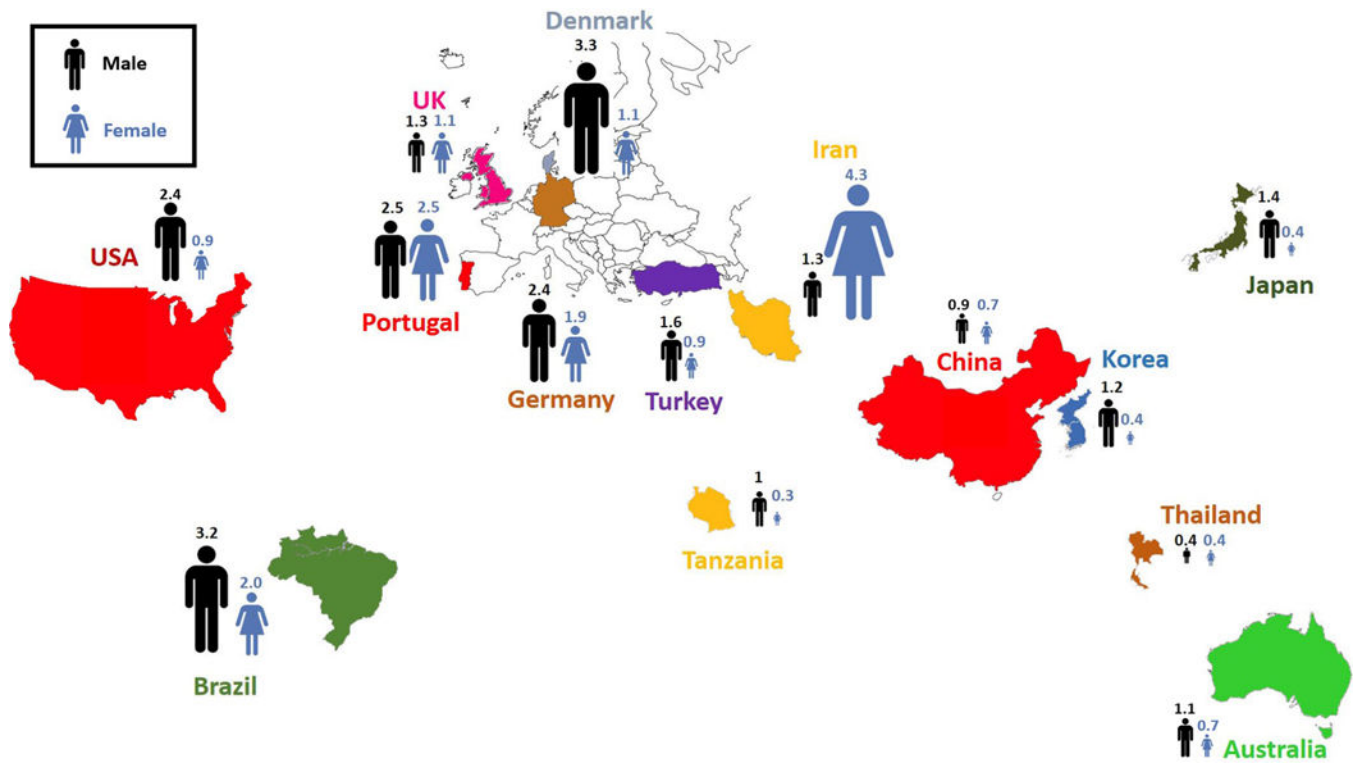 Male
Female
Denmark
3.3
1.1
UK
1.3 1.1
Iran
4.3
1.3
USA
2.4
0.9
2.5 2.5
Portugal
2.4
1.9
Germany
1.6
0.9
Turkey
1.4
0.4
Japan
0.9 0.7
China
Korea
1.2
0.4
1
0.3
Tanzania
Thailand
0.4 0.4
3.2
2.0
Brazil
1.1
0.7
Australia